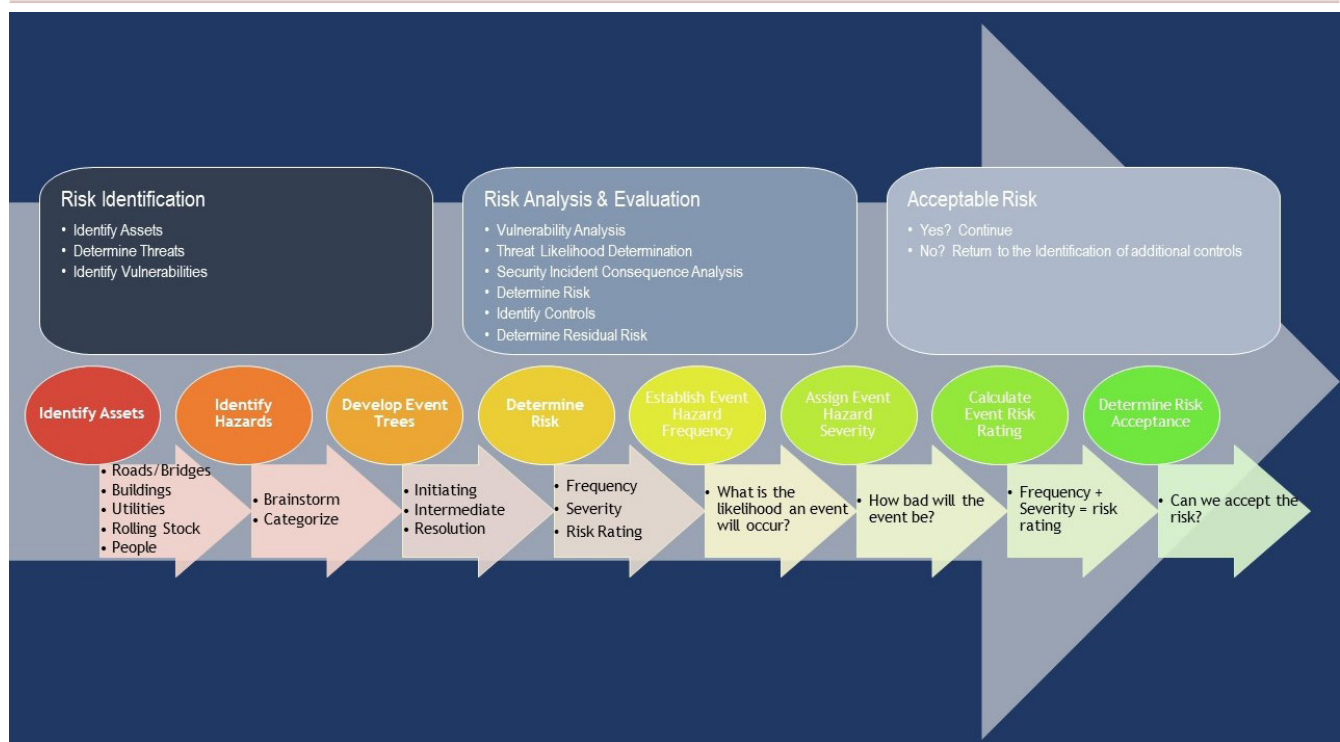 Risk Identification
• Identify Assets
• Determine Threats
• Identify Vulnerabilities
Risk Analysis & Evaluation
• Vulnerability Analysis
• Threat Likelihood Determination
• Security Incident Consequence Analysis
• Determine Risk
• Identify Controls
• Determine Residual Risk
Acceptable Risk
• Yes? Continue
• No? Return to the Identification of additional controls
Identify Assets
• Roads/Bridges
• Buildings
• Utilities
• Rolling Stock
• People
Identify
Hazards
• Brainstorm
• Categorize
Develop Event
Trees
• Initiating
• Intermediate
• Resolution
Determine
Risk
• Frequency
Severity
• Risk Rating
Establish Event
Hazard
Frequency
• What is the
likelihood an event
will occur?
Assign Event
Hazard
Severity
• How bad will the
event be?
Calculate
Event Risk
Rating
• Frequency +
Severity = risk
rating
Determine Risk
Acceptance
• Can we accept the
risk?